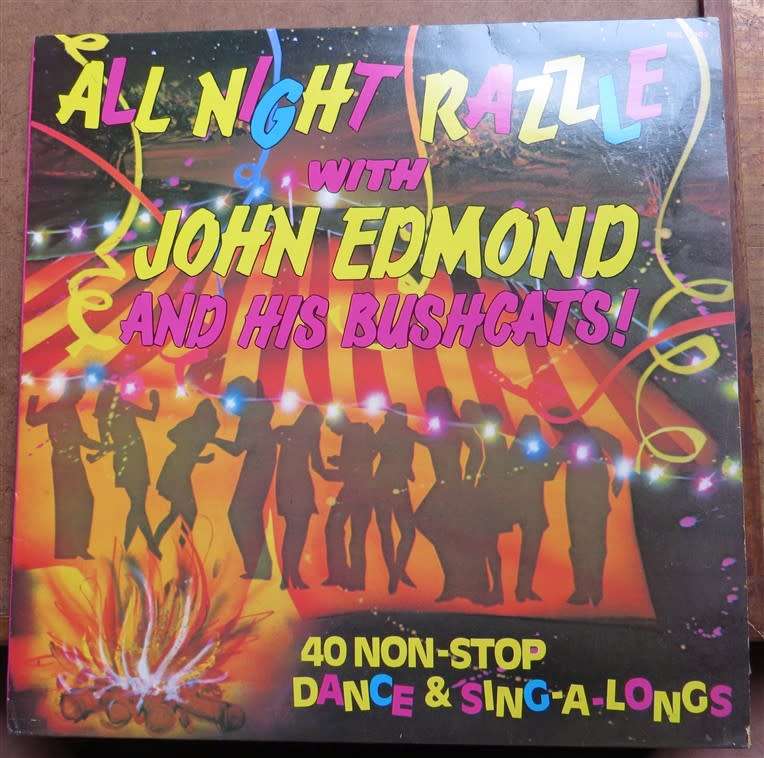 ALL NIGHT RAZZLE
WITH
JOHN EDMOND
AND HIS BUSHCATS!
40 NON-STOP
DANCE & SING-A-LONGS